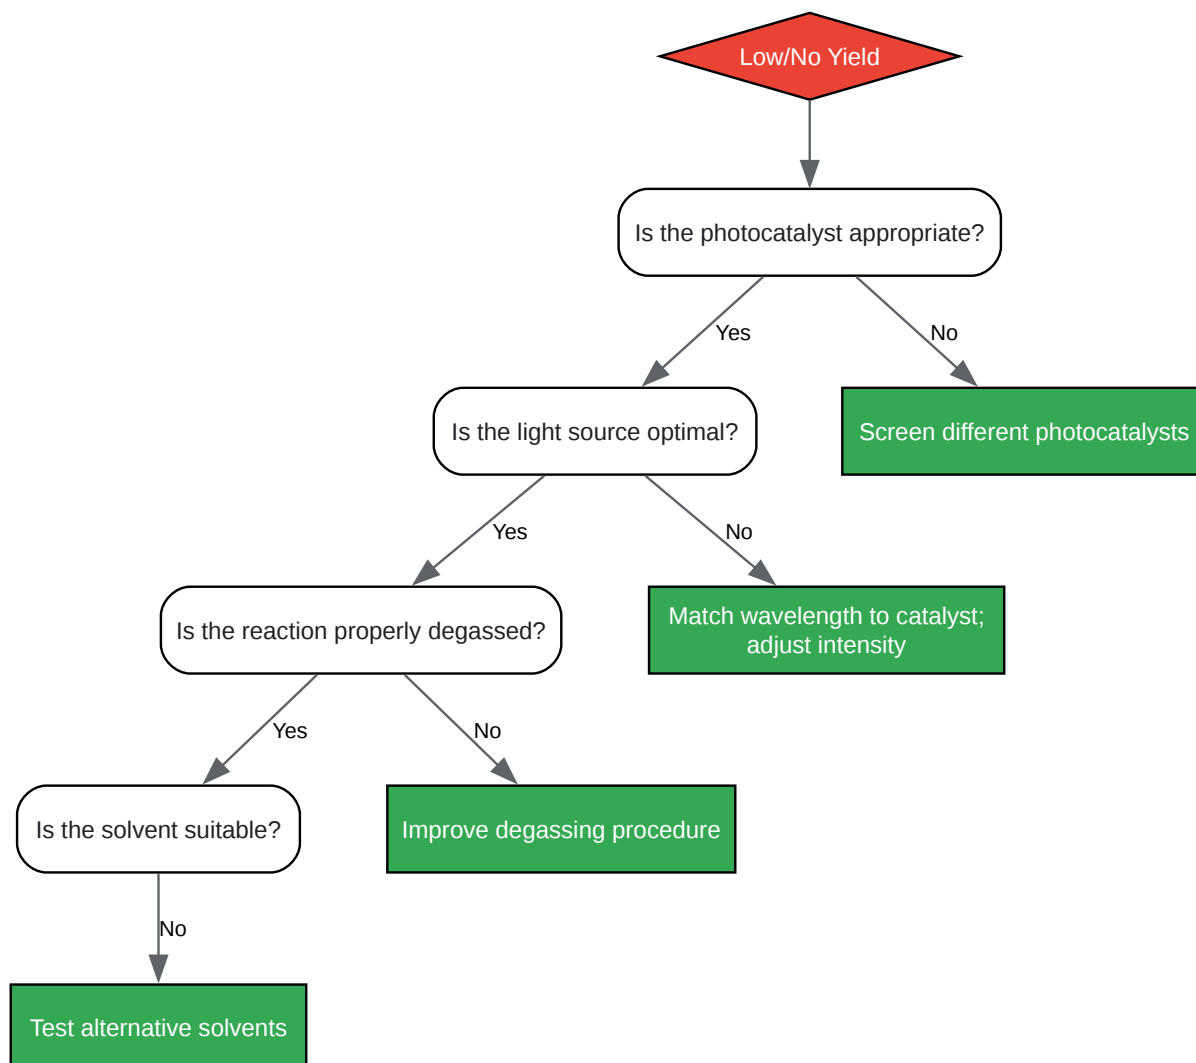 Low/No Yield
Is the photocatalyst appropriate?
Yes
No
Is the light source optimal?
Screen different photocatalysts
Yes
No
Is the reaction properly degassed?
Match wavelength to catalyst;
adjust intensity
Yes
No
Is the solvent suitable?
Improve degassing procedure
No
Test alternative solvents